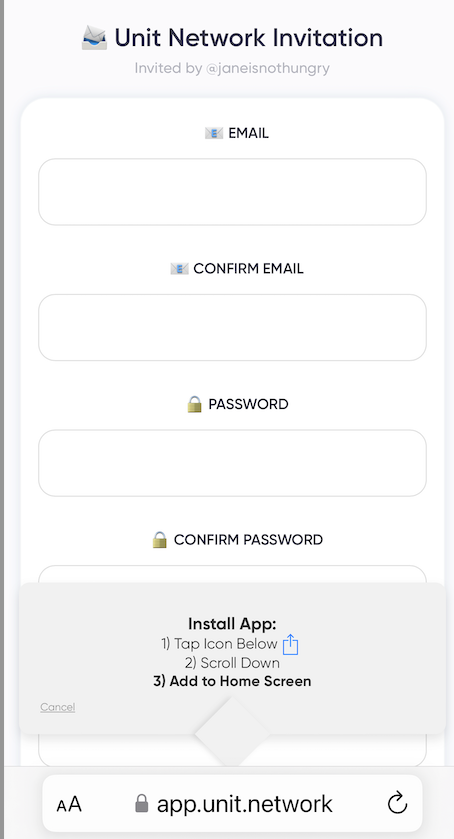 Unit Network Invitation
Invited by @janeisnothungry
EMAIL
CONFIRM EMAIL
PASSWORD
CONFIRM PASSWORD
Install App:
1) Tap Icon Below
2) Scroll Down
3) Add to Home Screen
Cancel
AA app.unit.network